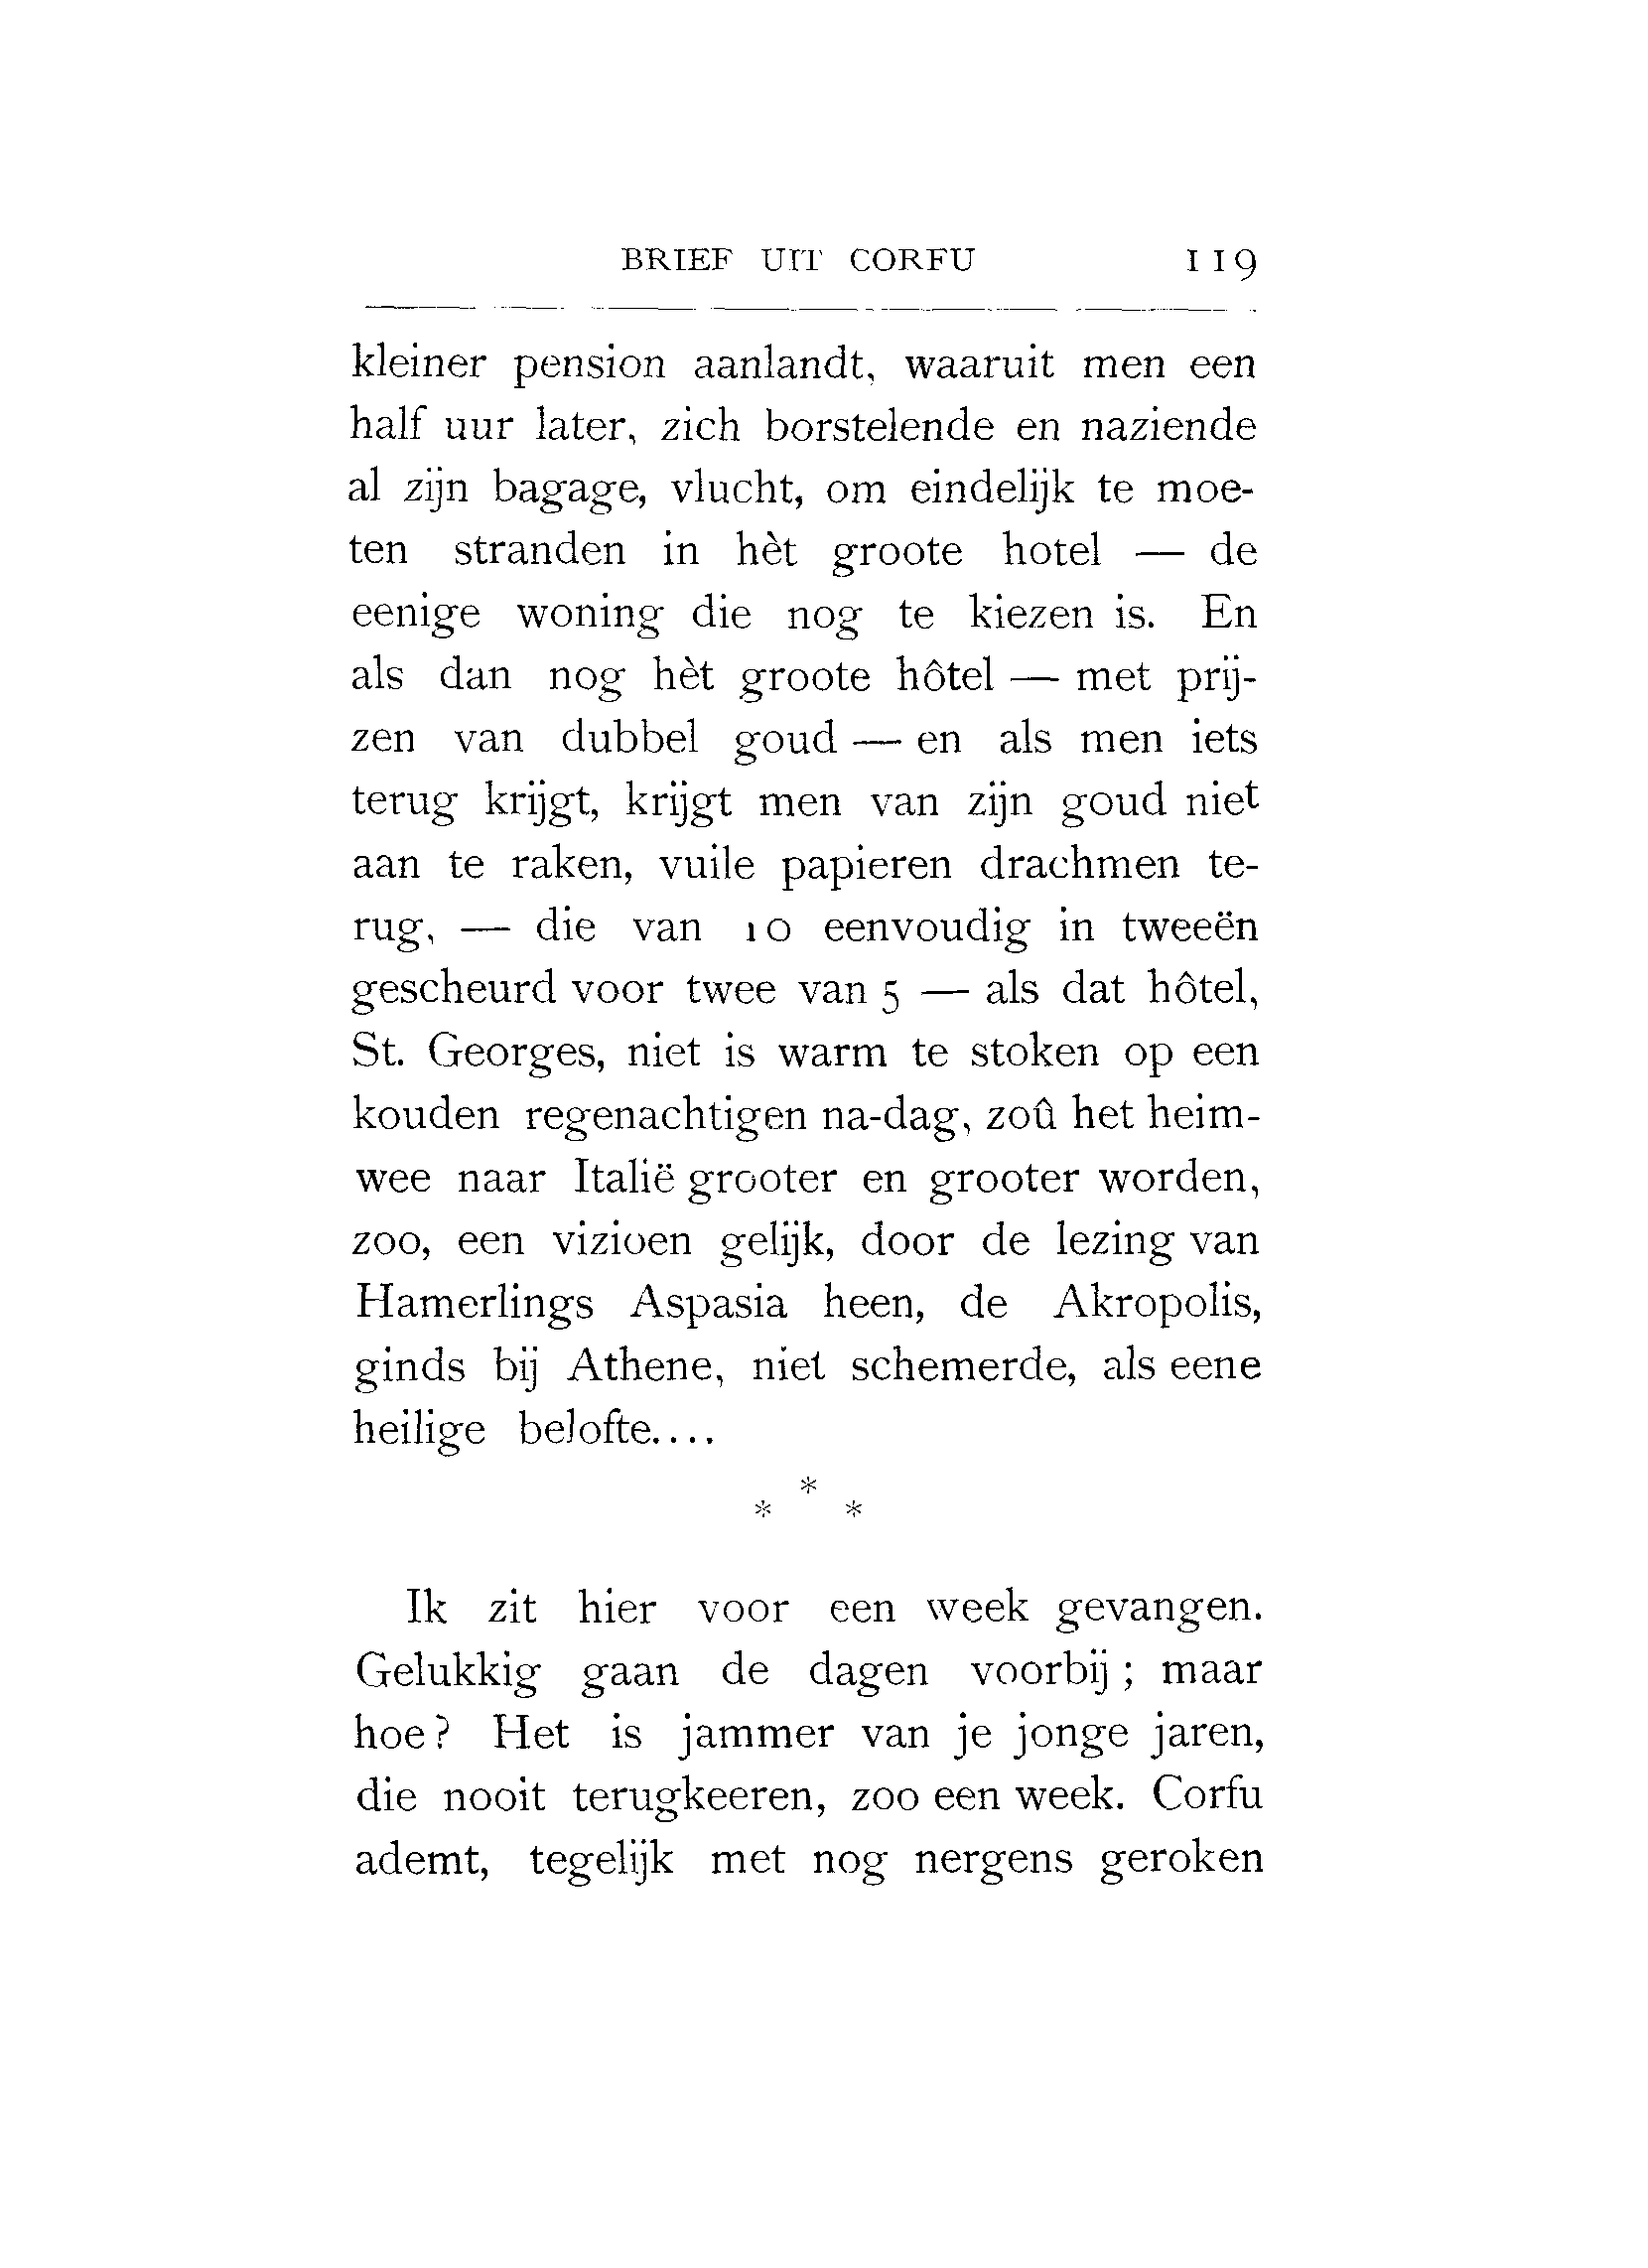 BRIEF UIT CORFU 119
kleiner pension aanlandt, waaruit men een
half uur later, zich borstelende en naziende
al zijn bagage, vlucht, om eindelijk te moe-
ten stranden in hèt groote hotel — de
eenige woning die nog te kiezen is. En
als dan nog hèt groote hôtel — met prij-
zen van dubbel goud — en als men iets
terug krijgt, krijgt men van zijn goud niet
aan te raken, vuile papieren drachmen te-
rug, — die van 10 eenvoudig in tweeën
gescheurd voor twee van 5 — als dat hôtel,
St. Georges, niet is warm te stoken op een
kouden regenachtigen na-dag, zoû het heim-
wee naar Italië grooter en grooter worden,
zoo, een vizioen gelijk, door de lezing van
Hamerlings Aspasia heen, de Akropolis,
ginds bij Athene, niet schemerde, als eene
heilige belofte....
*
* *
Ik zit hier voor een week gevangen.
Gelukkig gaan de dagen voorbij; maar
hoe? Het is jammer van je jonge jaren,
die nooit terugkeeren, zoo een week. Corfu
ademt, tegelijk met nog nergens geroken